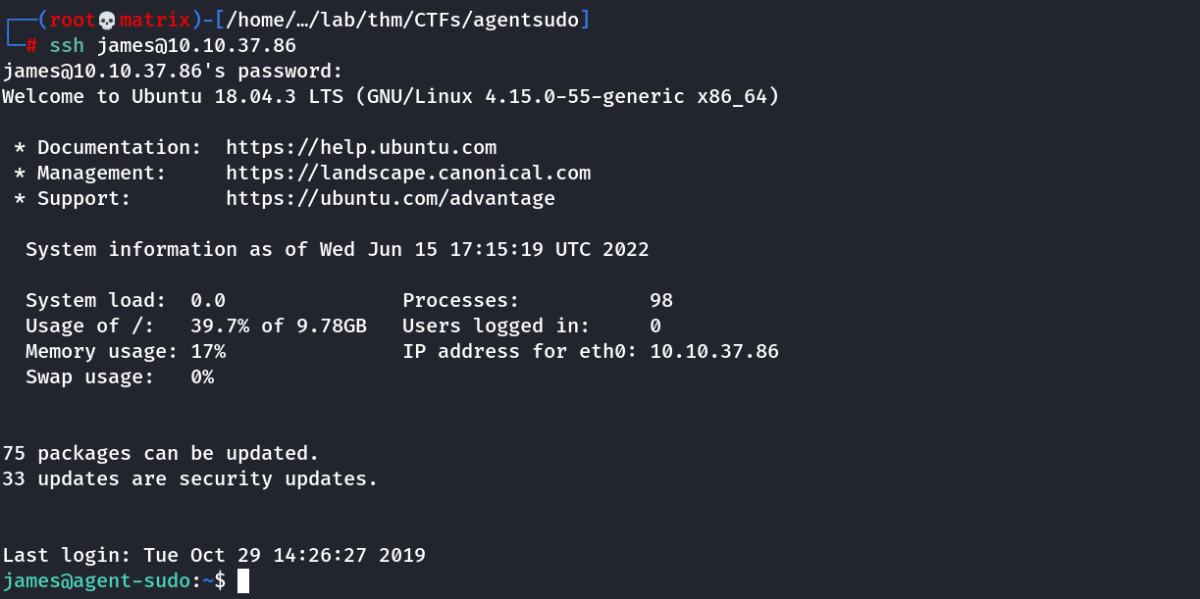 ┌──(root💀matrix)-[/home/…/lab/thm/CTFs/agentsudo]
└─# ssh james@10.10.37.86
james@10.10.37.86's password:
Welcome to Ubuntu 18.04.3 LTS (GNU/Linux 4.15.0-55-generic x86_64)
* Documentation:  https://help.ubuntu.com
* Management:     https://landscape.canonical.com
* Support:        https://ubuntu.com/advantage
System information as of Wed Jun 15 17:15:19 UTC 2022
System load:  0.0               Processes:           98
Usage of /:   39.7% of 9.78GB   Users logged in:     0
Memory usage: 17%               IP address for eth0: 10.10.37.86
Swap usage:   0%
75 packages can be updated.
33 updates are security updates.
Last login: Tue Oct 29 14:26:27 2019
james@agent-sudo:~$